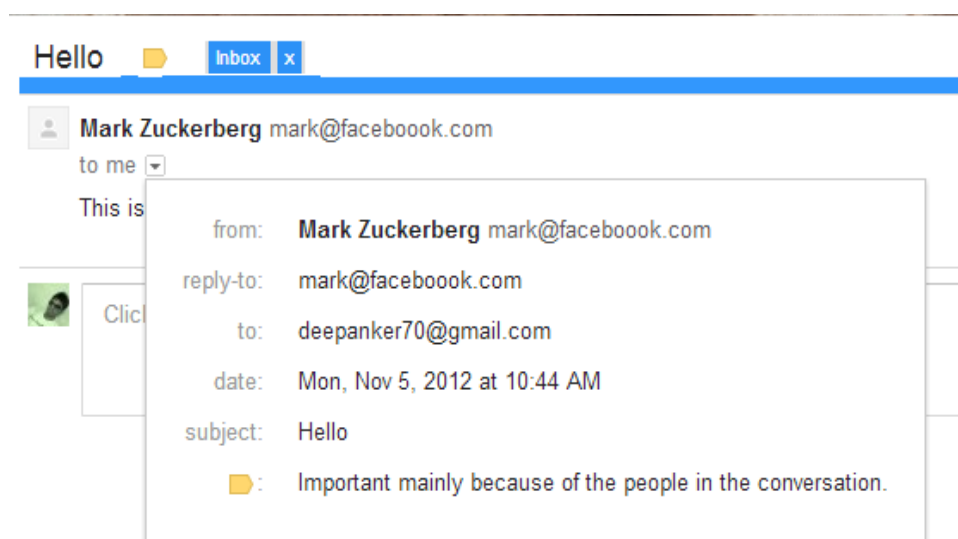 Hello Inbox x
Mark Zuckerberg mark@faceboook.com
to me
This is
from: Mark Zuckerberg mark@faceboook.com
reply-to: mark@faceboook.com
Clic
to: deepanker70@gmail.com
date: Mon, Nov 5, 2012 at 10:44 AM
subject: Hello
: Important mainly because of the people in the conversation.